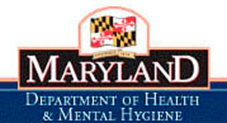 MARYLAND
DEPARTMENT OF HEALTH
& MENTAL HYGIENE